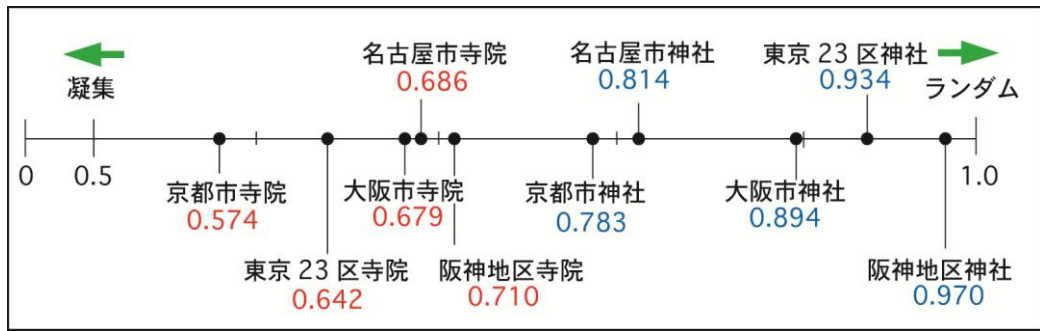 名古屋市寺院
0.686
名古屋市神社
0.814
東京 23 区神社
0.934
凝集
ランダム
0
0.5
1.0
京都市寺院
0.574
大阪市寺院
0.679
京都市神社
0.783
大阪市神社
0.894
東京 23 区寺院
0.642
阪神地区寺院
0.710
阪神地区神社
0.970